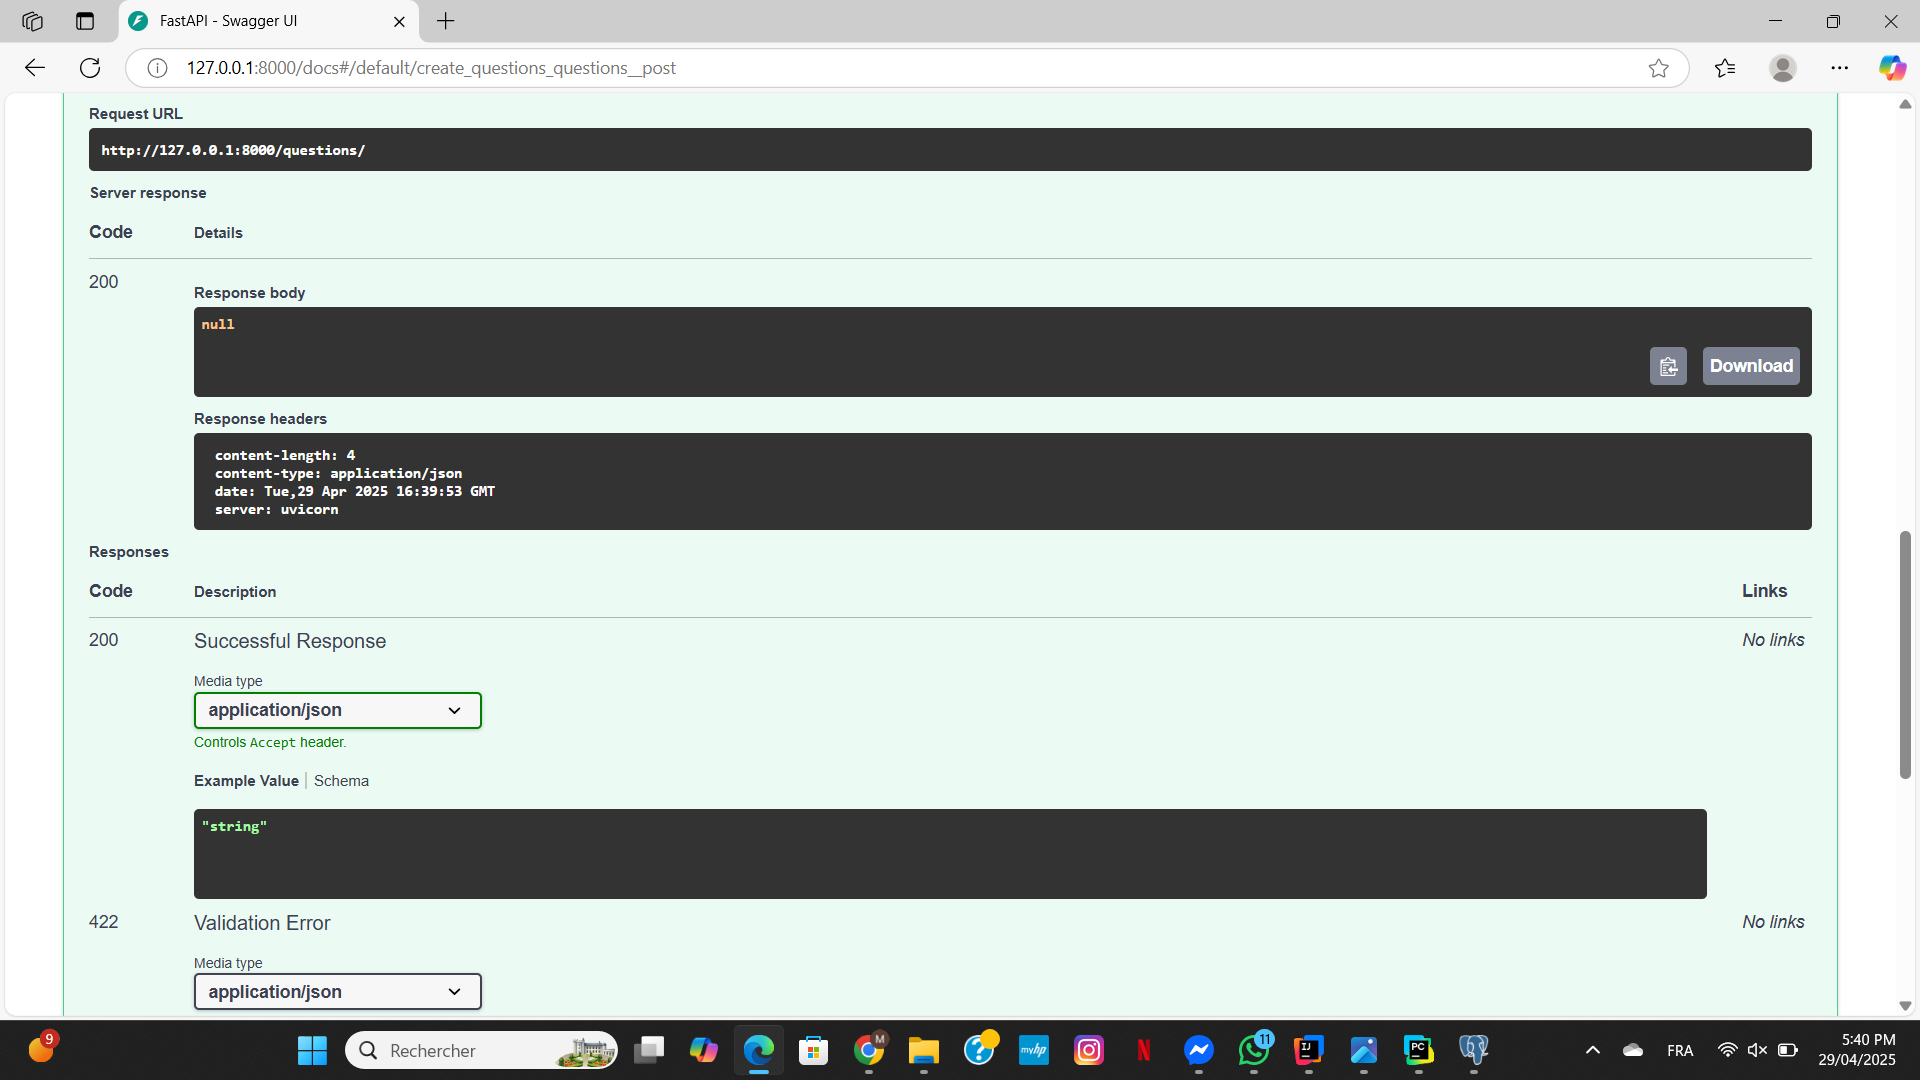 FastAPI - Swagger UI
127.0.0.1:8000/docs#/default/create_questions_questions__post
Request URL
http://127.0.0.1:8000/questions/
Server response
Code Details
200
Response body
null
Download
Response headers
content-length: 4
content-type: application/json
date: Tue,29 Apr 2025 16:39:53 GMT
server: uvicorn
Responses
Code Description Links
200 Successful Response No links
Media type
application/json
Controls Accept header.
Example Value | Schema
"string"
422 Validation Error No links
Media type
application/json
9
Rechercher
M
myhp
N
11
IJ
PC
FRA
5:40 PM
29/04/2025